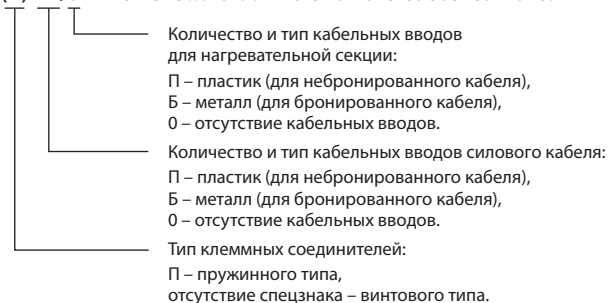 Количество и тип кабельных вводов
для нагревательной секции:
П – пластик (для небронированного кабеля),
Б – металл (для бронированного кабеля),
0 – отсутствие кабельных вводов.
Количество и тип кабельных вводов силового кабеля:
П – пластик (для небронированного кабеля),
Б – металл (для бронированного кабеля),
0 – отсутствие кабельных вводов.
Тип клеммных соединителей:
П – пружинного типа,
отсутствие спецзнака – винтового типа.